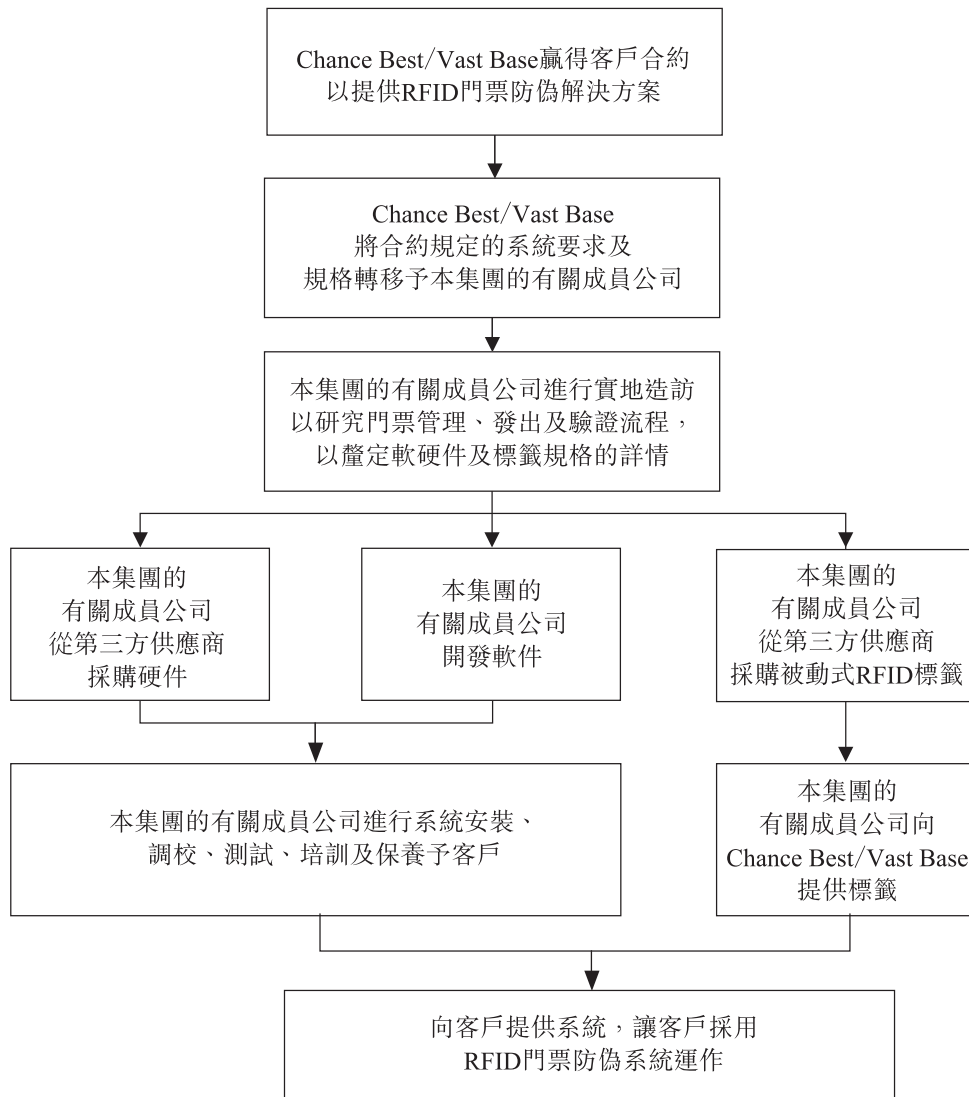 Chance Best/Vast Base贏得客戶合約
以提供RFID門票防偽解決方案
Chance Best/Vast Base
將合約規定的系統要求及
規格轉移予本集團的有關成員公司
本集團的有關成員公司進行實地造訪
以研究門票管理、發出及驗證流程，
以釐定軟硬件及標籤規格的詳情
本集團的
有關成員公司
從第三方供應商
採購硬件
本集團的
有關成員公司
開發軟件
本集團的
有關成員公司
從第三方供應商
採購被動式RFID標籤
本集團的有關成員公司進行系統安裝、
調校、測試、培訓及保養予客戶
本集團的
有關成員公司向
Chance Best/Vast Base
提供標籤
向客戶提供系統，讓客戶採用
RFID門票防偽系統運作